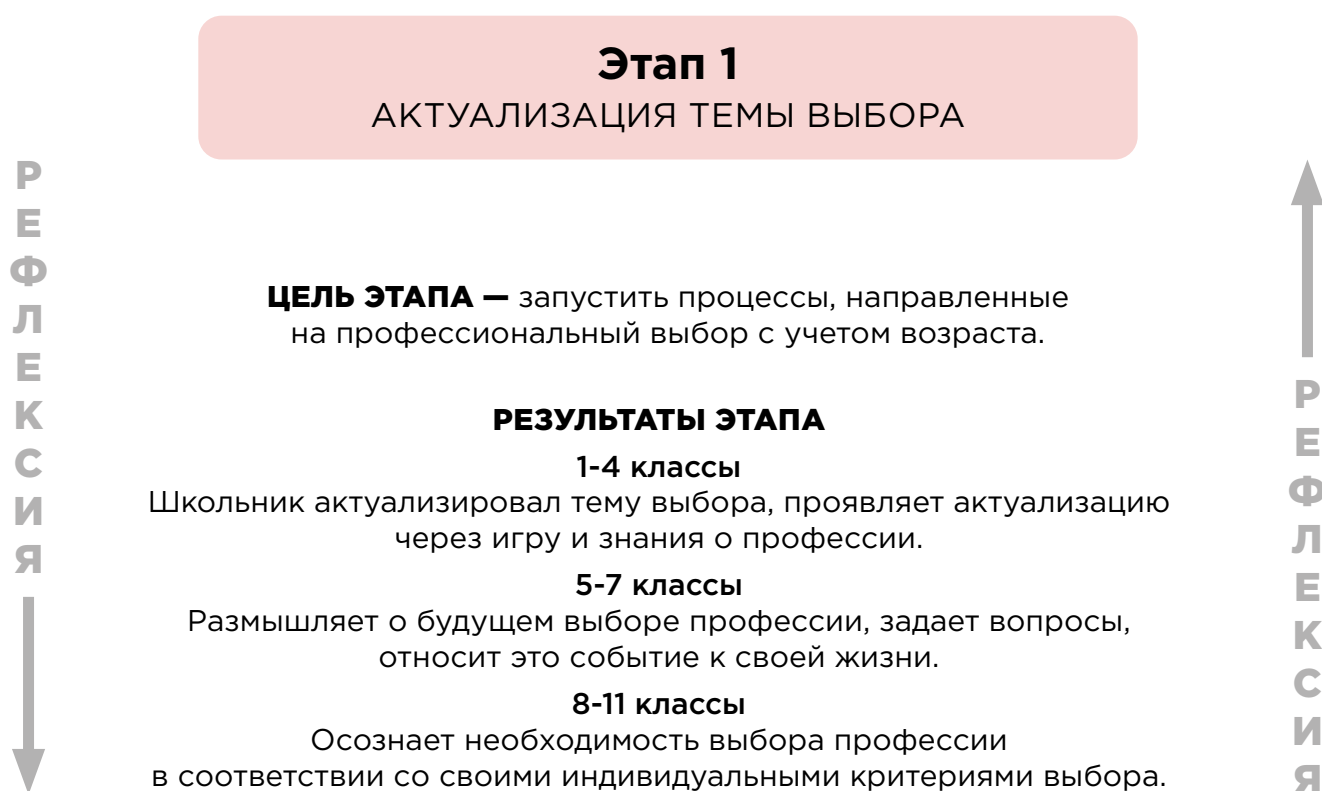 Этап 1
АКТУАЛИЗАЦИЯ ТЕМЫ ВЫБОРА
РЕФЛЕКСИЯ
ЦЕЛЬ ЭТАПА — запустить процессы, направленные
на профессиональный выбор с учетом возраста.
РЕЗУЛЬТАТЫ ЭТАПА
1-4 классы
Школьник актуализировал тему выбора, проявляет актуализацию
через игру и знания о профессии.
5-7 классы
Размышляет о будущем выборе профессии, задает вопросы,
относит это событие к своей жизни.
8-11 классы
Осознает необходимость выбора профессии
в соответствии со своими индивидуальными критериями выбора.
РЕФЛЕКСИЯ